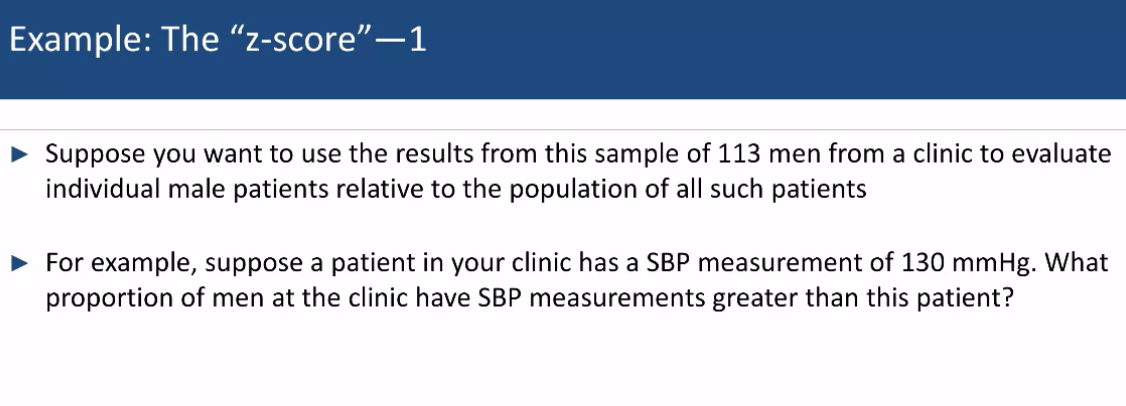 Example: The “z-score”—1
► Suppose you want to use the results from this sample of 113 men from a clinic to evaluate
individual male patients relative to the population of all such patients
► For example, suppose a patient in your clinic has a SBP measurement of 130 mmHg. What
proportion of men at the clinic have SBP measurements greater than this patient?